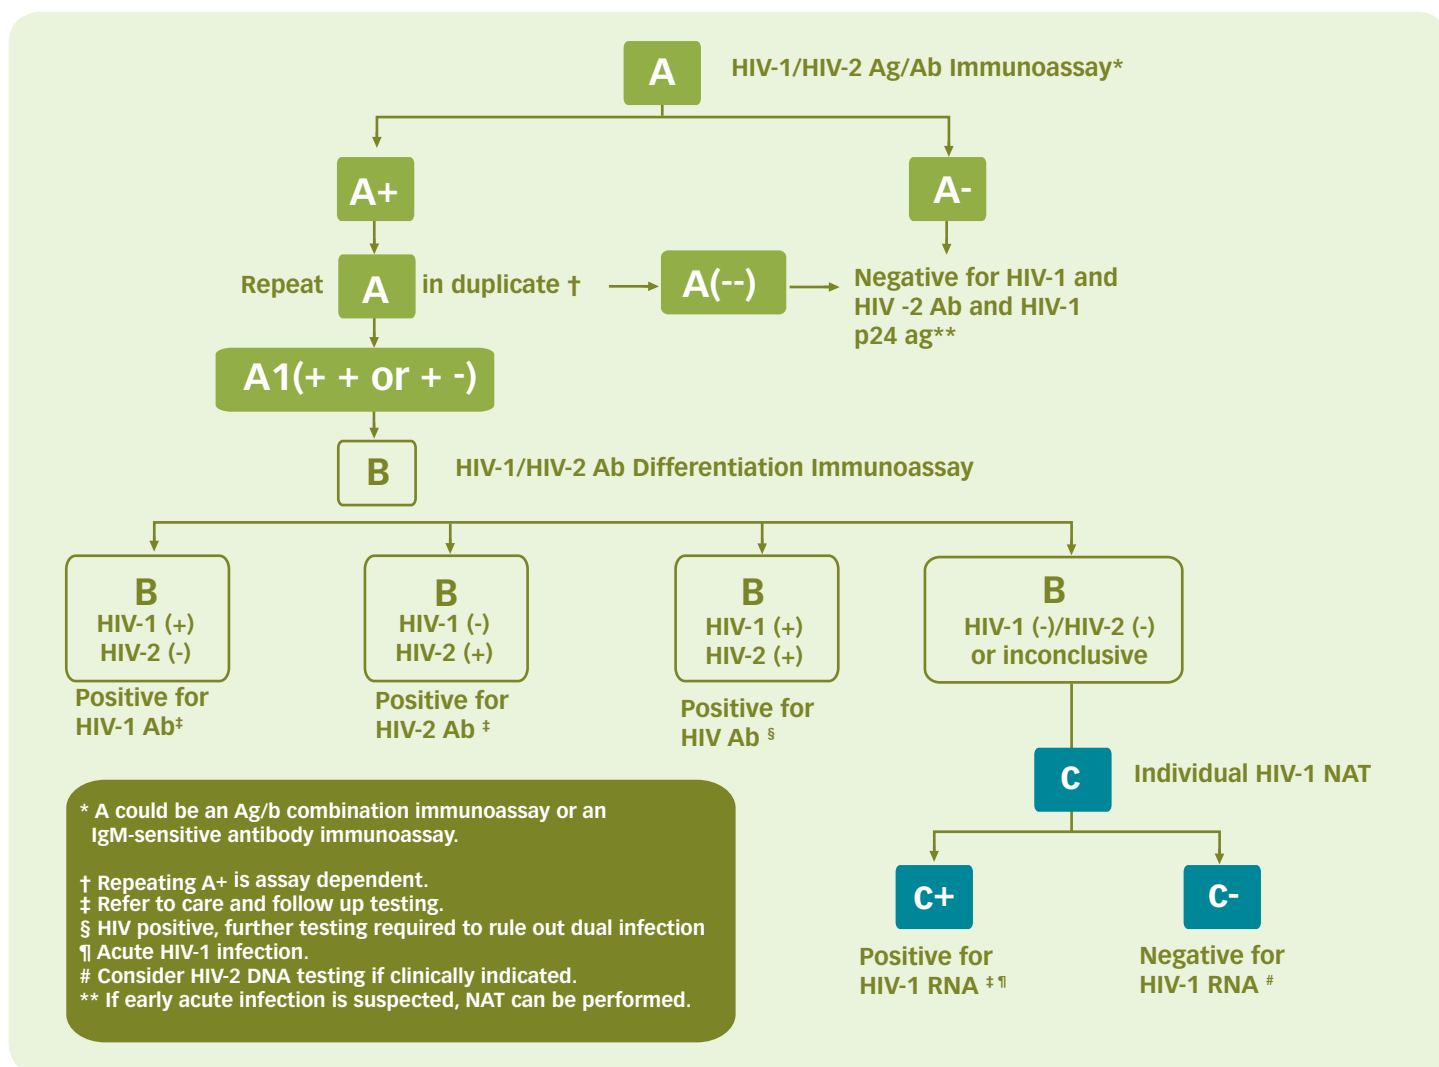 A
HIV-1/HIV-2 Ag/Ab Immunoassay*
A+
A-
Repeat
A
in duplicate †
A(--)
Negative for HIV-1 and
HIV -2 Ab and HIV-1
p24 ag**
A1(+ + or + -)
B
HIV-1/HIV-2 Ab Differentiation Immunoassay
B
HIV-1 (+)
HIV-2 (-)
Positive for
HIV-1 Ab‡
B
HIV-1 (-)
HIV-2 (+)
Positive for
HIV-2 Ab ‡
B
HIV-1 (+)
HIV-2 (+)
Positive for
HIV Ab §
B
HIV-1 (-)/HIV-2 (-)
or inconclusive
C
Individual HIV-1 NAT
C+
C-
Positive for
HIV-1 RNA ‡ ¶
Negative for
HIV-1 RNA #
* A could be an Ag/b combination immunoassay or an
IgM-sensitive antibody immunoassay.
† Repeating A+ is assay dependent.
‡ Refer to care and follow up testing.
§ HIV positive, further testing required to rule out dual infection
¶ Acute HIV-1 infection.
# Consider HIV-2 DNA testing if clinically indicated.
** If early acute infection is suspected, NAT can be performed.